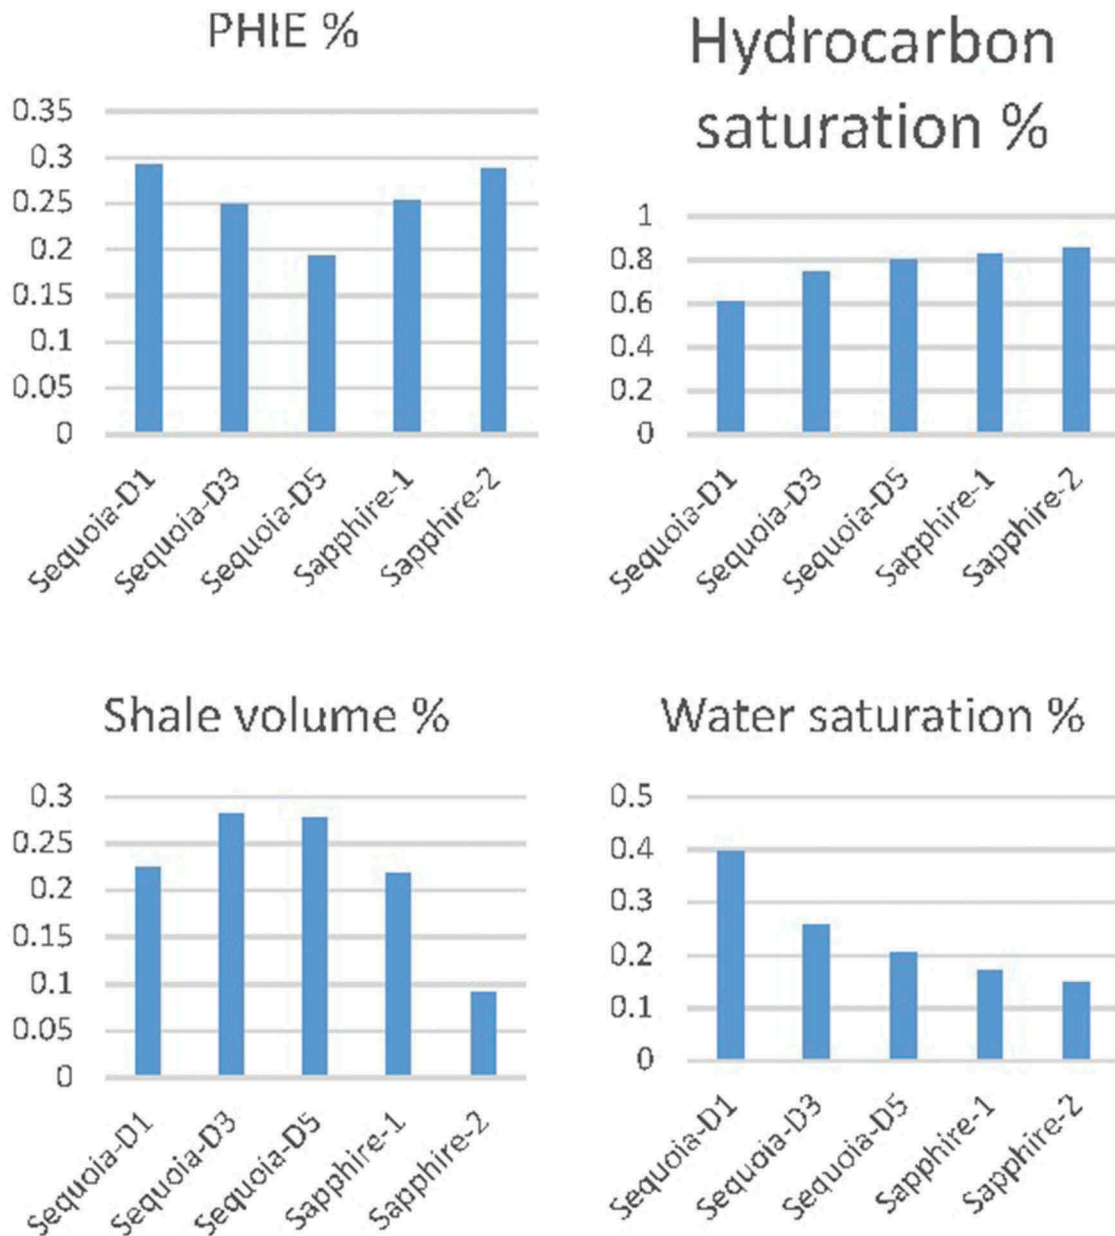 PHIE %
0.35
0.3
0.25
0.2
0.15
0.1
0.05
0
Sequoia-D1
Sequoia-D3
Sequoia-D5
Sapphire-1
Sapphire-2
Hydrocarbon
saturation %
1
0.8
0.6
0.4
0.2
0
Sequoia-D1
Sequoia-D3
Sequoia-D5
Sapphire-1
Sapphire-2
Shale volume %
0.3
0.25
0.2
0.15
0.1
0.05
0
Sequoia-D1
Sequoia-D3
Sequoia-D5
Sapphire-1
Sapphire-2
Water saturation %
0.5
0.4
0.3
0.2
0.1
0
Sequoia-D1
Sequoia-D3
Sequoia-D5
Sapphire-1
Sapphire-2